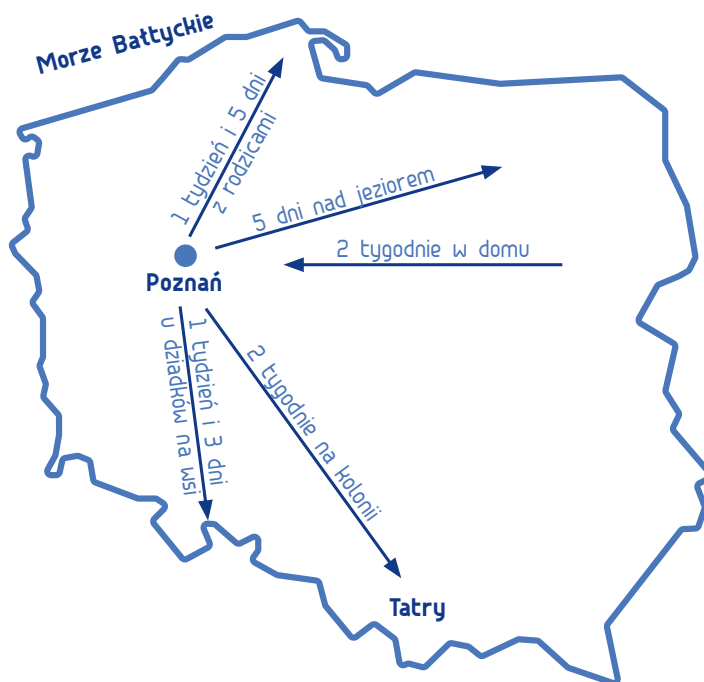 Morze Bałtyckie
1 tydzień i 5 dni
z rodzicami
5 dni nad jeziorem
2 tygodnie w domu
Poznań
1 tydzień i 3 dni
u dziadków na wsi
2 tygodnie na kolonii
Tatry